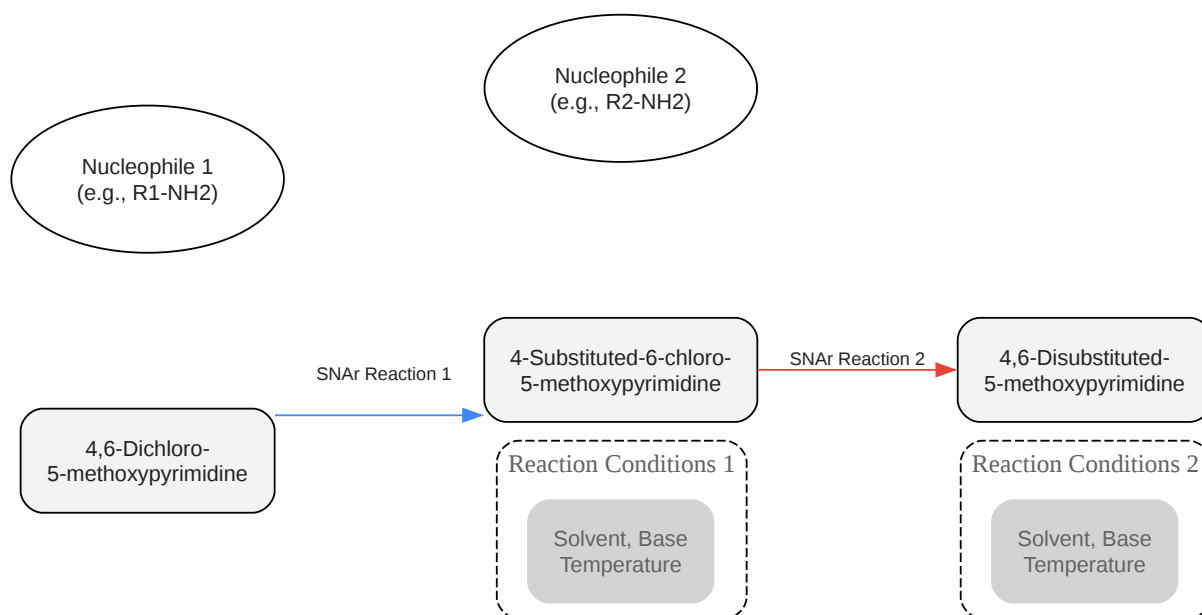 Nucleophile 2
(e.g., R2-NH2)
Nucleophile 1
(e.g., R1-NH2)
SNAr Reaction 1
4-Substituted-6-chloro-
5-methoxypyrimidine
SNAr Reaction 2
4,6-Disubstituted-
5-methoxypyrimidine
4,6-Dichloro-
5-methoxypyrimidine
Reaction Conditions 1
Solvent, Base
Temperature
Reaction Conditions 2
Solvent, Base
Temperature